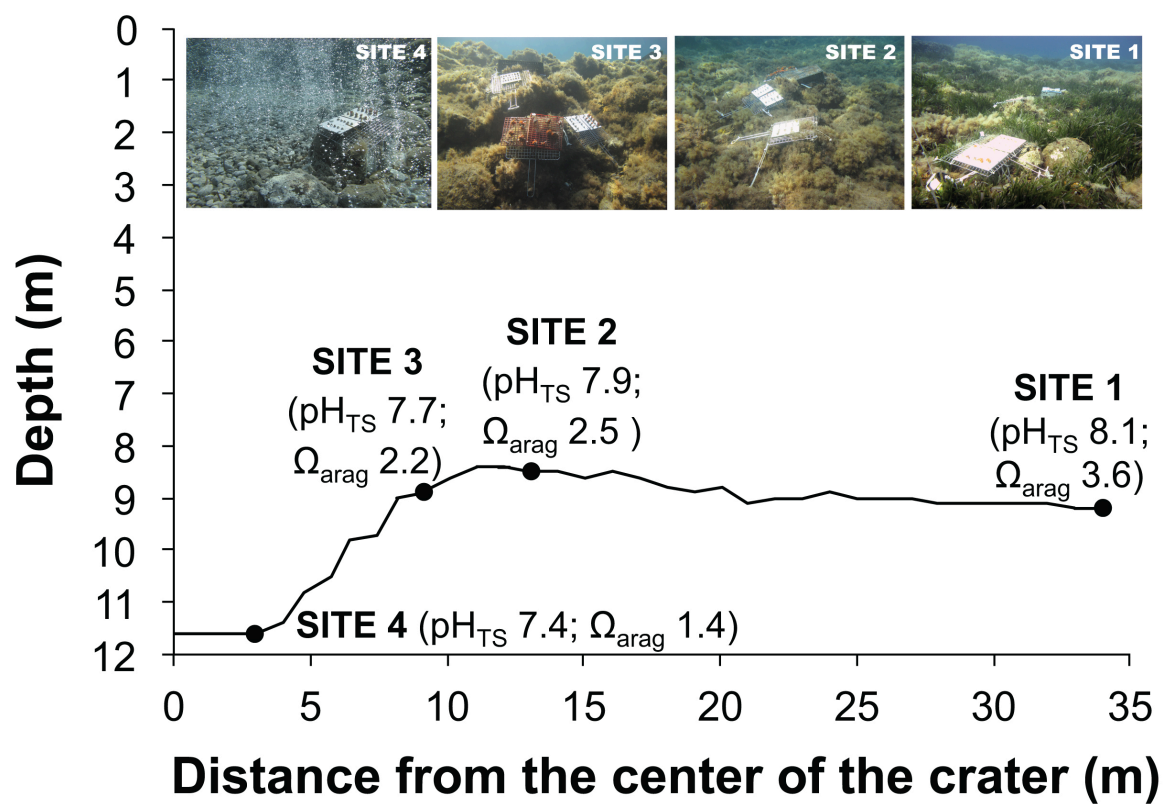 SITE 4
SITE 3
SITE 2
SITE 1
0
1
2
3
4
5
6
7
8
9
10
11
12
Depth (m)
SITE 3
(pHTS 7.7;
Ωarag 2.2)
SITE 2
(pHTS 7.9;
Ωarag 2.5 )
SITE 1
(pHTS 8.1;
Ωarag 3.6)
SITE 4 (pHTS 7.4; Ωarag 1.4)
0 5 10 15 20 25 30 35
Distance from the center of the crater (m)